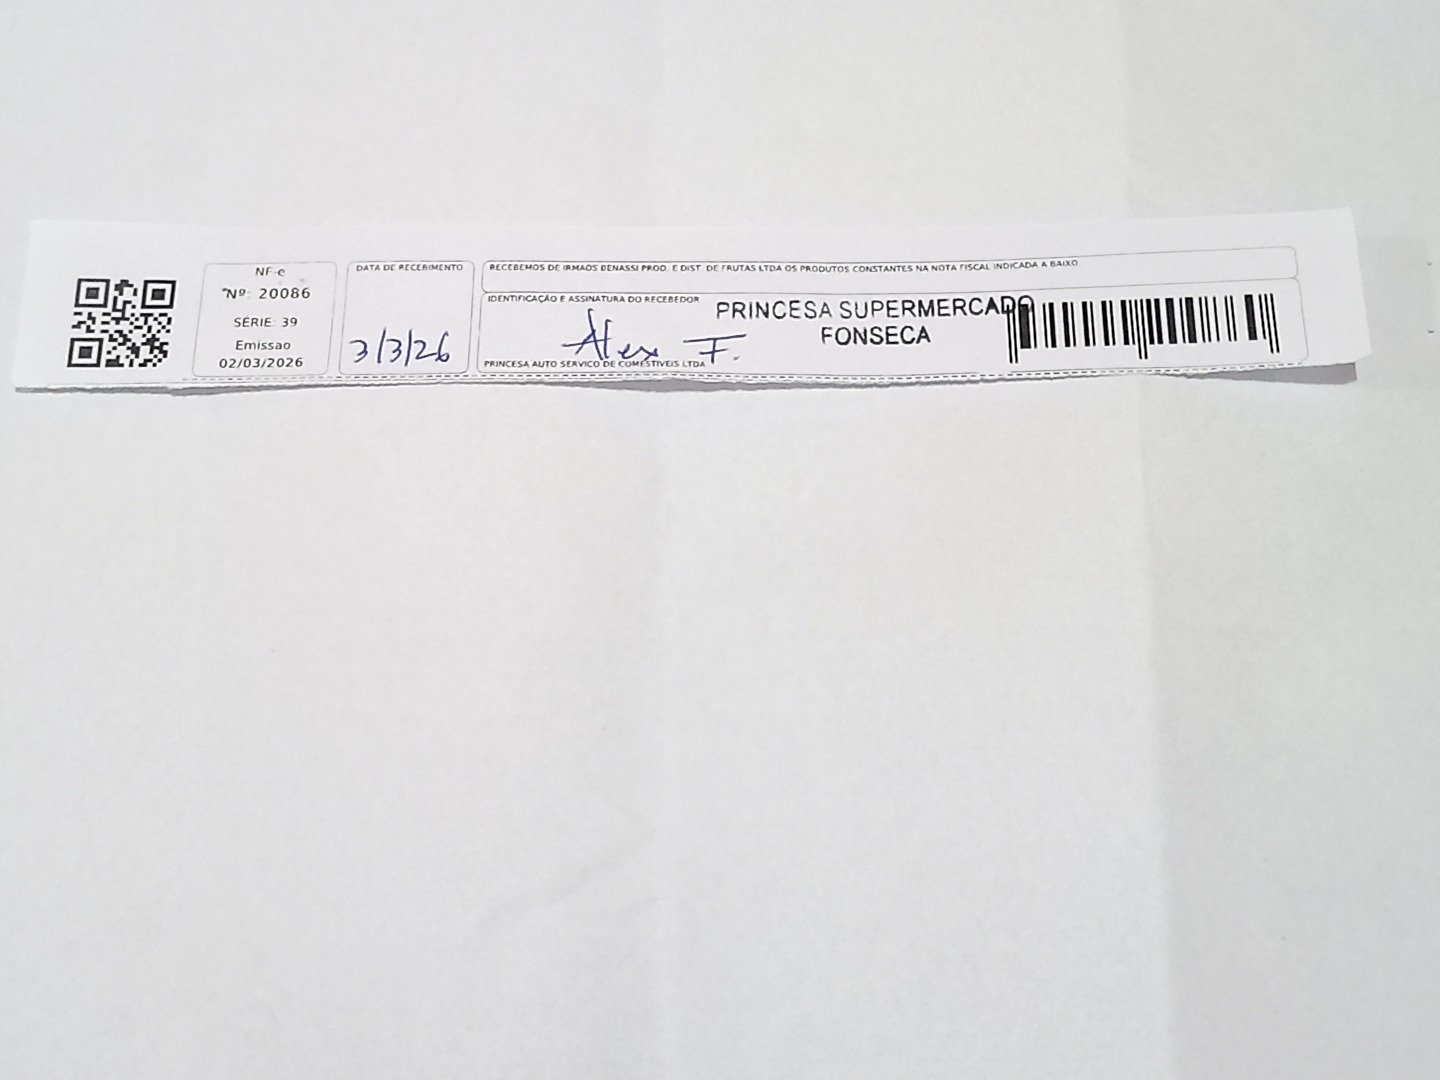 NF-e
Nº: 20086
SÉRIE: 39
Emissao
02/03/2026
DATA DE RECEBIMENTO
3/3/26
RECEBEMOS DE IRMAOS BENASSI PROD. E DIST. DE FRUTAS LTDA OS PRODUTOS CONSTANTES NA NOTA FISCAL INDICADA A BAIXO
IDENTIFICAÇÃO E ASSINATURA DO RECEBEDOR
PRINCESA SUPERMERCADO
FONSECA
Alex F.
PRINCESA AUTO SERVICO DE COMESTIVEIS LTDA